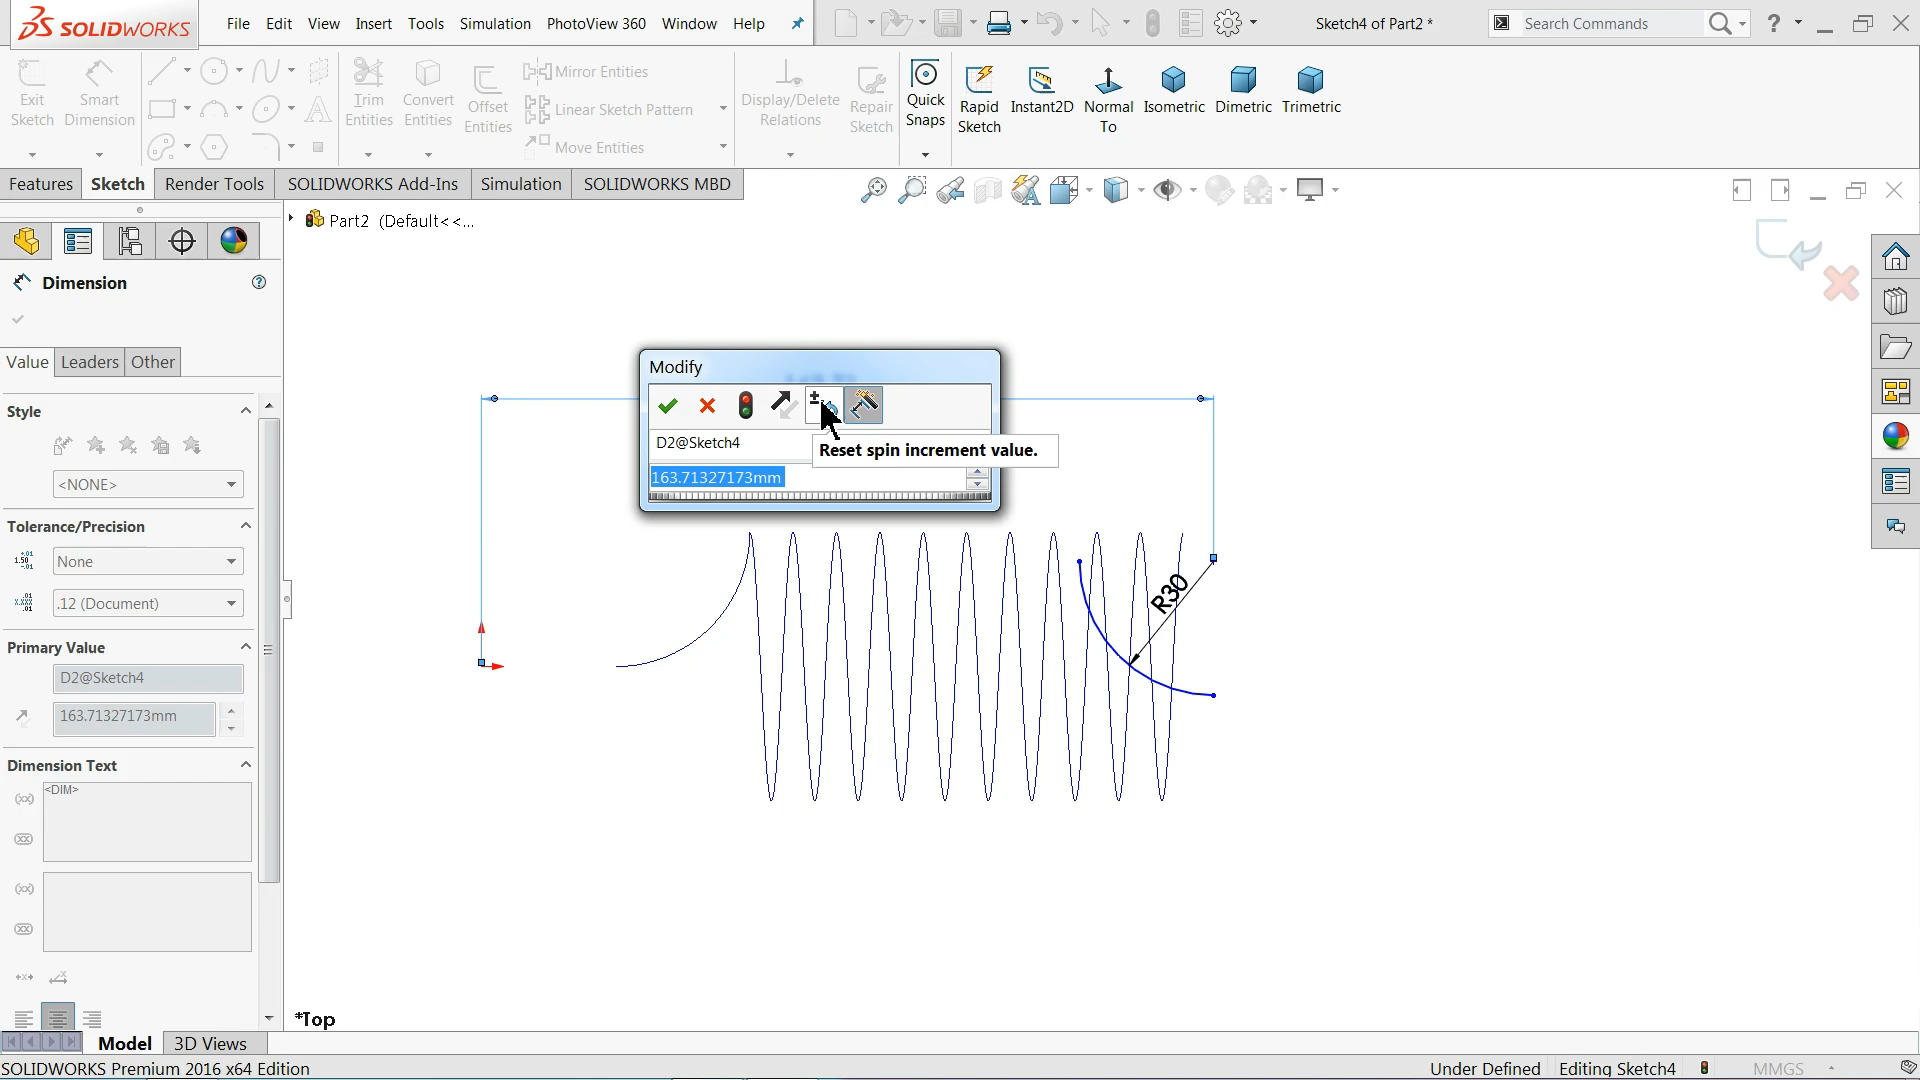 SOLIDWORKS
File Edit View Insert Tools Simulation PhotoView 360 Window Help
Sketch4 of Part2 *
Search Commands
Exit Sketch
Smart Dimension
Trim Entities
Convert Entities
Offset Entities
Mirror Entities
Linear Sketch Pattern
Move Entities
Display/Delete Relations
Repair Sketch
Quick Snaps
Rapid Sketch
Instant2D
Normal To
Isometric
Dimetric
Trimetric
Features Sketch Render Tools SOLIDWORKS Add-Ins Simulation SOLIDWORKS MBD
Part2 (Default<<...
Dimension
Value Leaders Other
Style
<NONE>
Tolerance/Precision
None
.12 (Document)
Primary Value
D2@Sketch4
163.71327173mm
Dimension Text
<DIM>
Modify
D2@Sketch4
Reset spin increment value.
163.71327173mm
R30
*Top
Model 3D Views
SOLIDWORKS Premium 2016 x64 Edition
Under Defined Editing Sketch4 MMGS